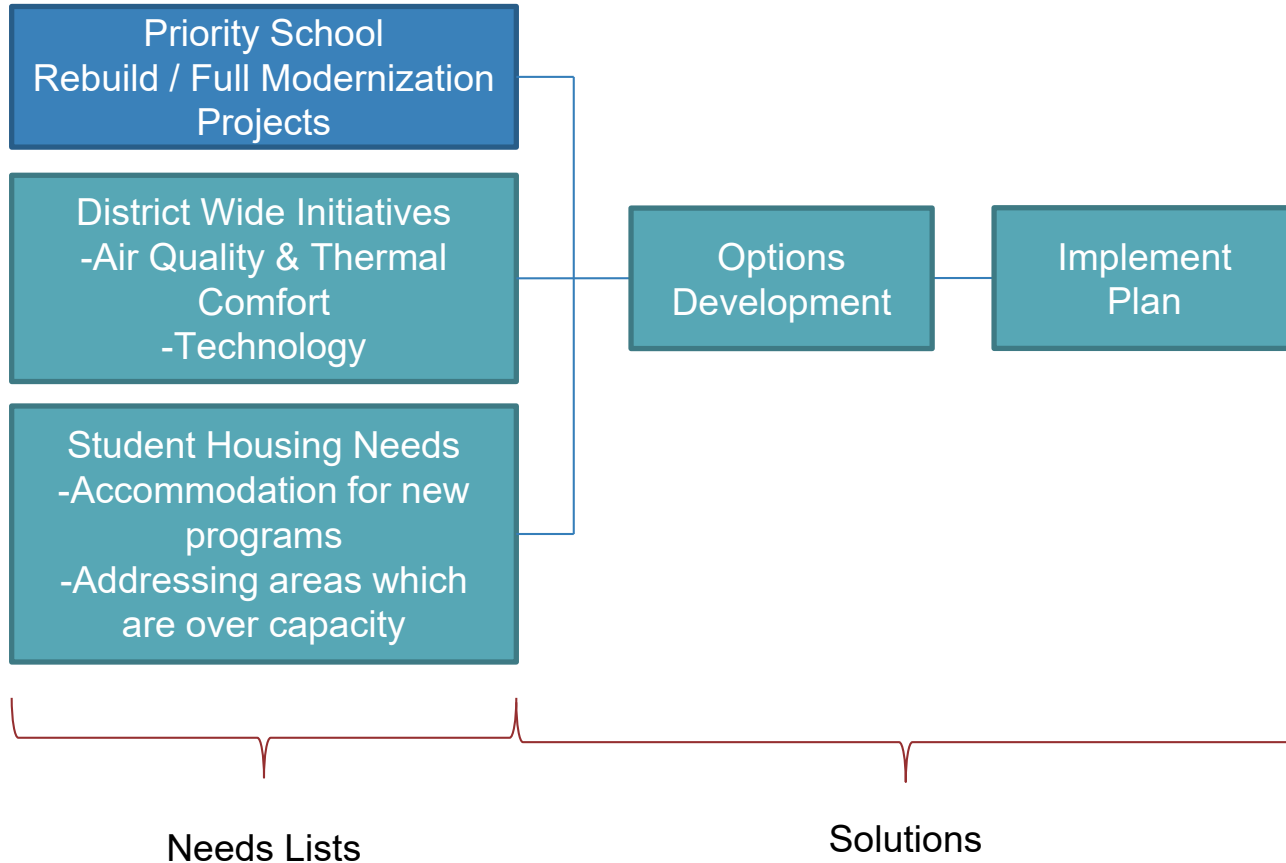 Priority School
Rebuild / Full Modernization
Projects
District Wide Initiatives
-Air Quality & Thermal
Comfort
-Technology
Student Housing Needs
-Accommodation for new
programs
-Addressing areas which
are over capacity
Options
Development
Implement
Plan
Needs Lists
Solutions